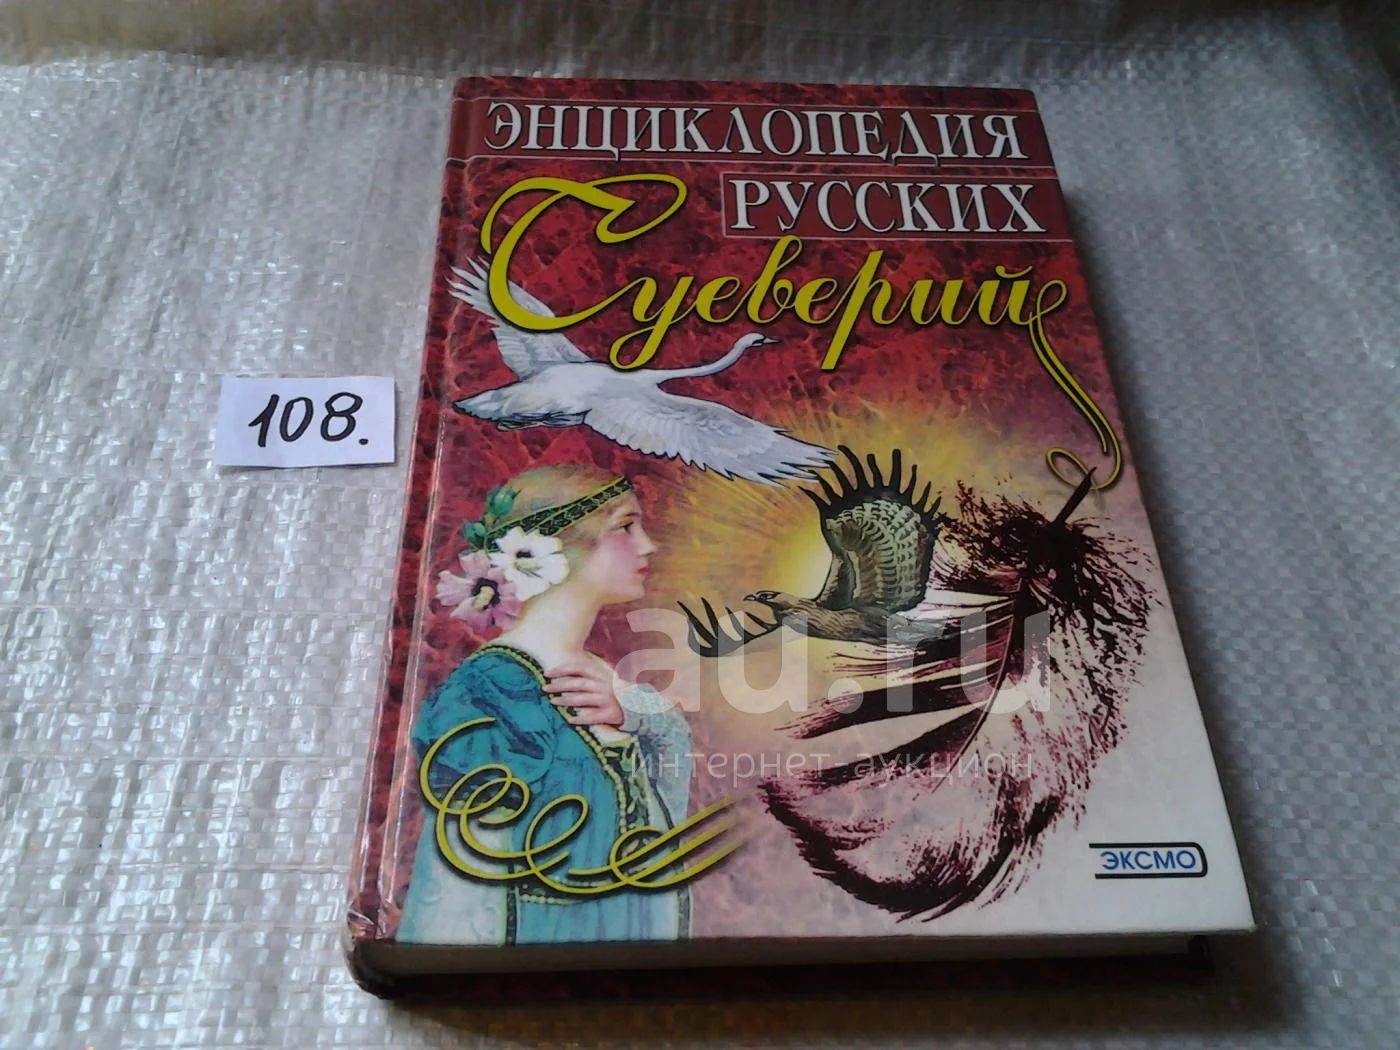 ЭНЦИКЛОПЕДИЯ
РУССКИХ
Суеверий
108.
au.ru
интернет-аукцион
ЭКСМО